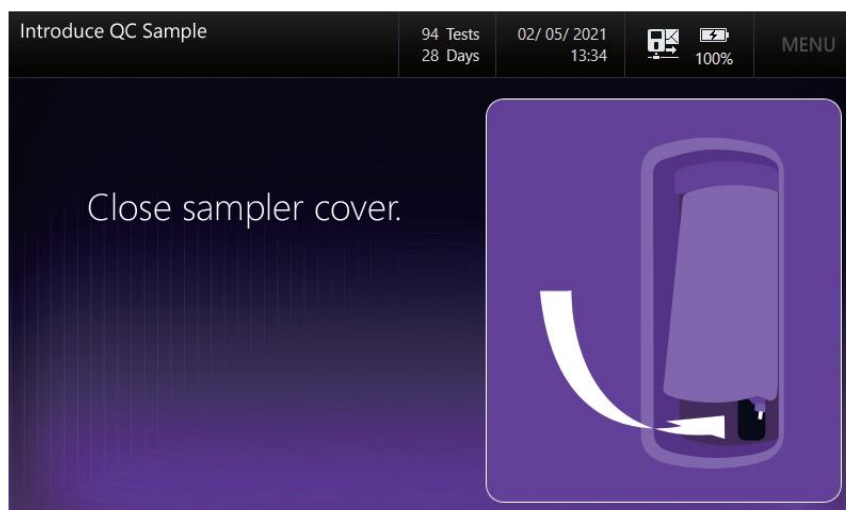 Introduce QC Sample
94 Tests
28 Days
02/ 05/ 2021
13:34
100%
MENU
Close sampler cover.